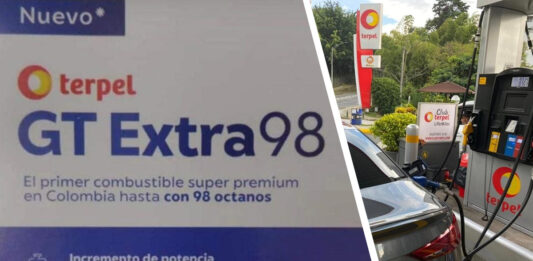 Nuevo*
terpel
GT Extra98
El primer combustible super premium
en Colombia hasta con 98 octanos
Incremento de potencia
terpel
Club
terpel